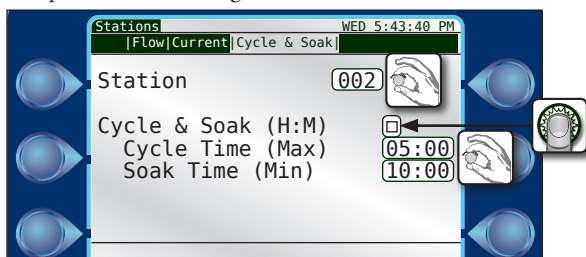 Stations WED 5:43:40 PM
|Flow|Current|Cycle & Soak|
Station 002
Cycle & Soak (H:M)
Cycle Time (Max) 05:00
Soak Time (Min) 10:00